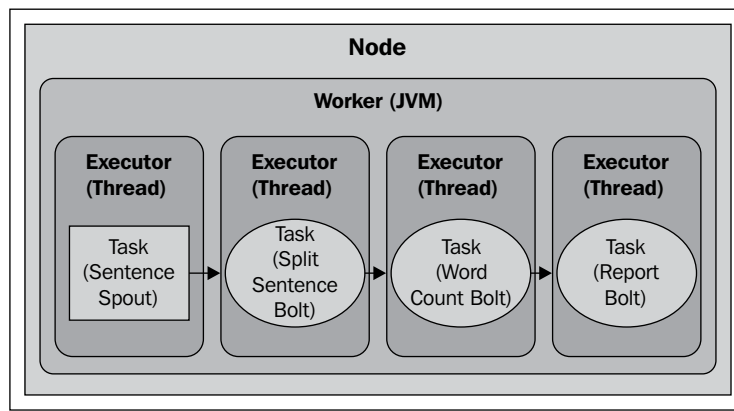 Node
Worker (JVM)
Executor
(Thread)
Task
(Sentence
Spout)
Executor
(Thread)
Task
(Split
Sentence
Bolt)
Executor
(Thread)
Task
(Word
Count Bolt)
Executor
(Thread)
Task
(Report
Bolt)